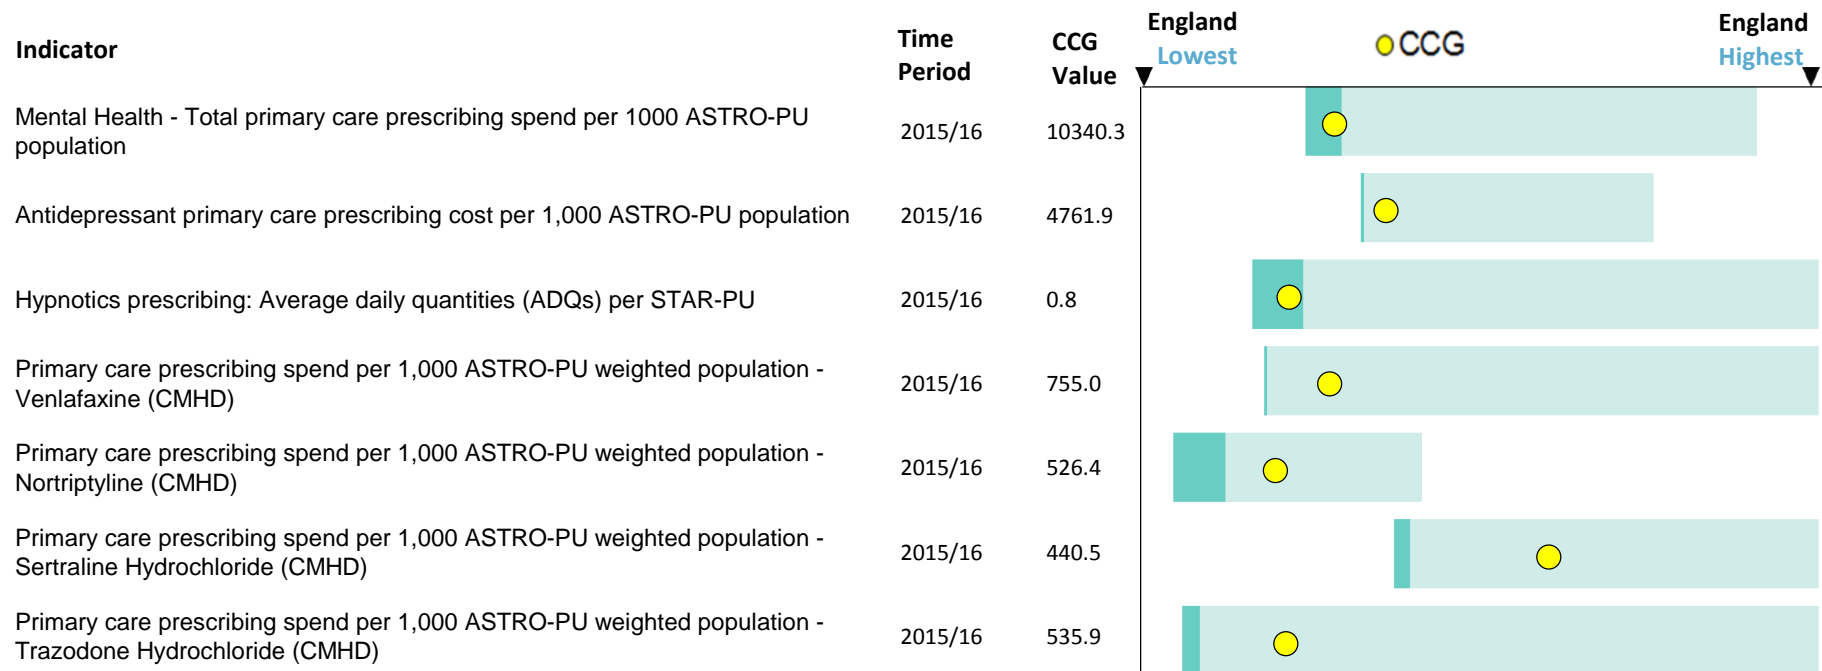 Indicator
Time
Period
CCG
Value
England
Lowest
CCG
England
Highest
Mental Health - Total primary care prescribing spend per 1000 ASTRO-PU
population
2015/16
10340.3
Antidepressant primary care prescribing cost per 1,000 ASTRO-PU population
2015/16
4761.9
Hypnotics prescribing: Average daily quantities (ADQs) per STAR-PU
2015/16
0.8
Primary care prescribing spend per 1,000 ASTRO-PU weighted population -
Venlafaxine (CMHD)
2015/16
755.0
Primary care prescribing spend per 1,000 ASTRO-PU weighted population -
Nortriptyline (CMHD)
2015/16
526.4
Primary care prescribing spend per 1,000 ASTRO-PU weighted population -
Sertraline Hydrochloride (CMHD)
2015/16
440.5
Primary care prescribing spend per 1,000 ASTRO-PU weighted population -
Trazodone Hydrochloride (CMHD)
2015/16
535.9